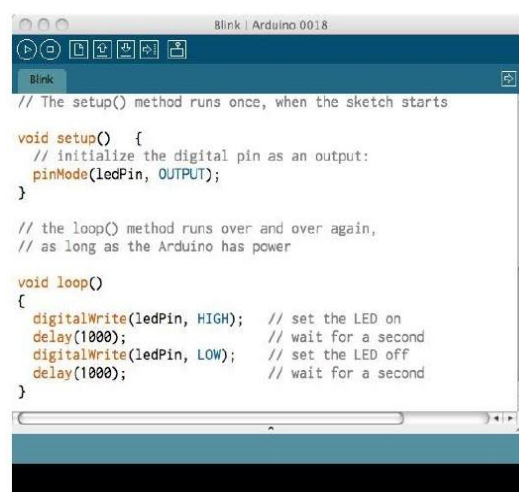 Blink | Arduino 0018
Blink
// The setup() method runs once, when the sketch starts
void setup()   {
  // initialize the digital pin as an output:
  pinMode(ledPin, OUTPUT);
}
// the loop() method runs over and over again,
// as long as the Arduino has power
void loop()
{
  digitalWrite(ledPin, HIGH);   // set the LED on
  delay(1000);                  // wait for a second
  digitalWrite(ledPin, LOW);    // set the LED off
  delay(1000);                  // wait for a second
}